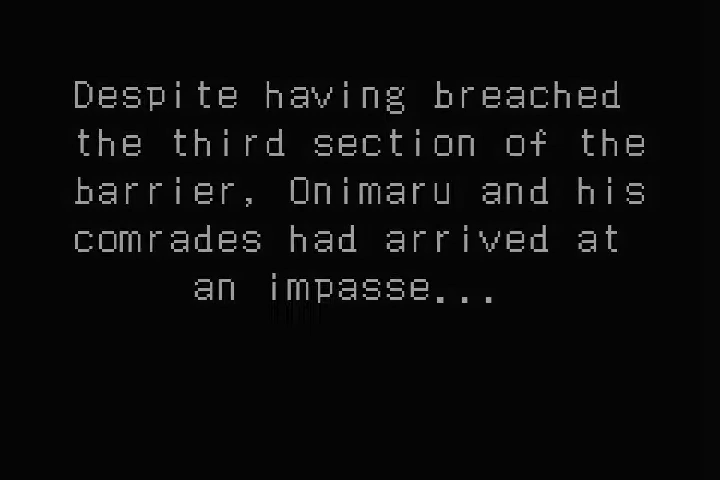 Despite having breached
the third section of the
barrier, Onimaru and his
comrades had arrived at
an impasse...